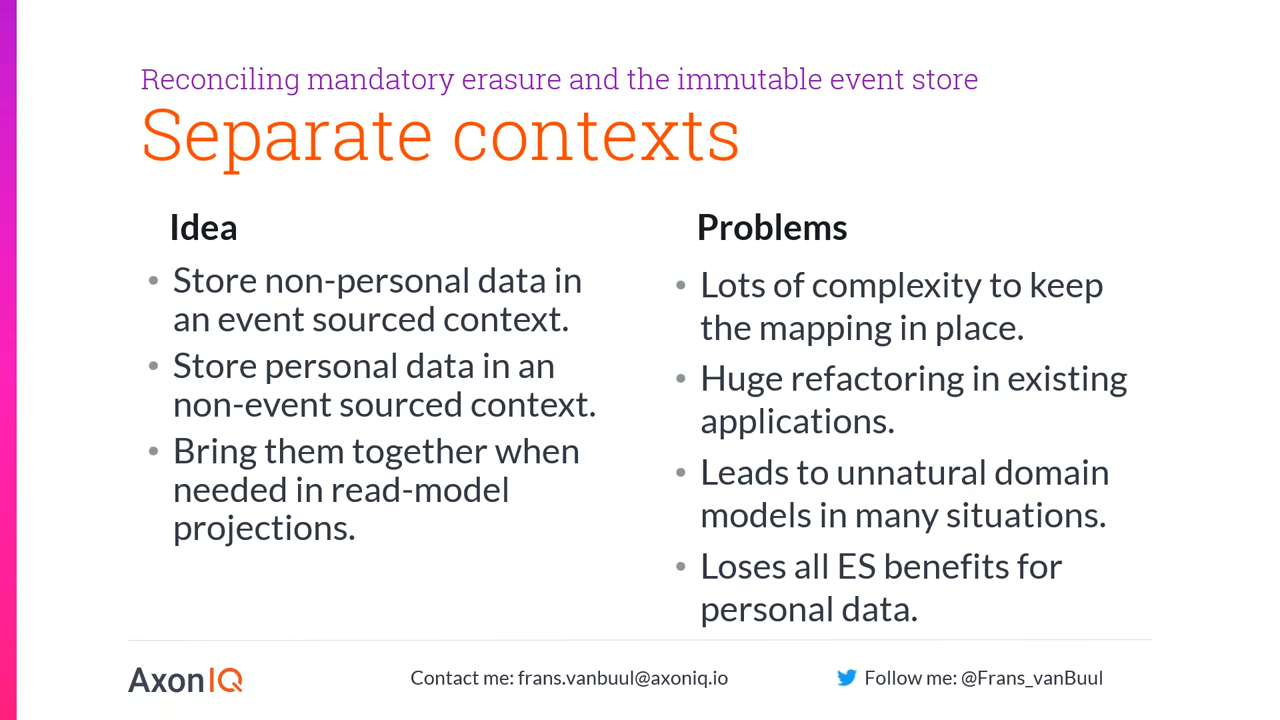 Reconciling mandatory erasure and the immutable event store
Separate contexts
Idea
• Store non-personal data in
an event sourced context.
• Store personal data in an
non-event sourced context.
• Bring them together when
needed in read-model
projections.
Problems
• Lots of complexity to keep
the mapping in place.
• Huge refactoring in existing
applications.
• Leads to unnatural domain
models in many situations.
• Loses all ES benefits for
personal data.
AxonIQ
Contact me: frans.vanbuul@axoniq.io
Follow me: @Frans_vanBuul